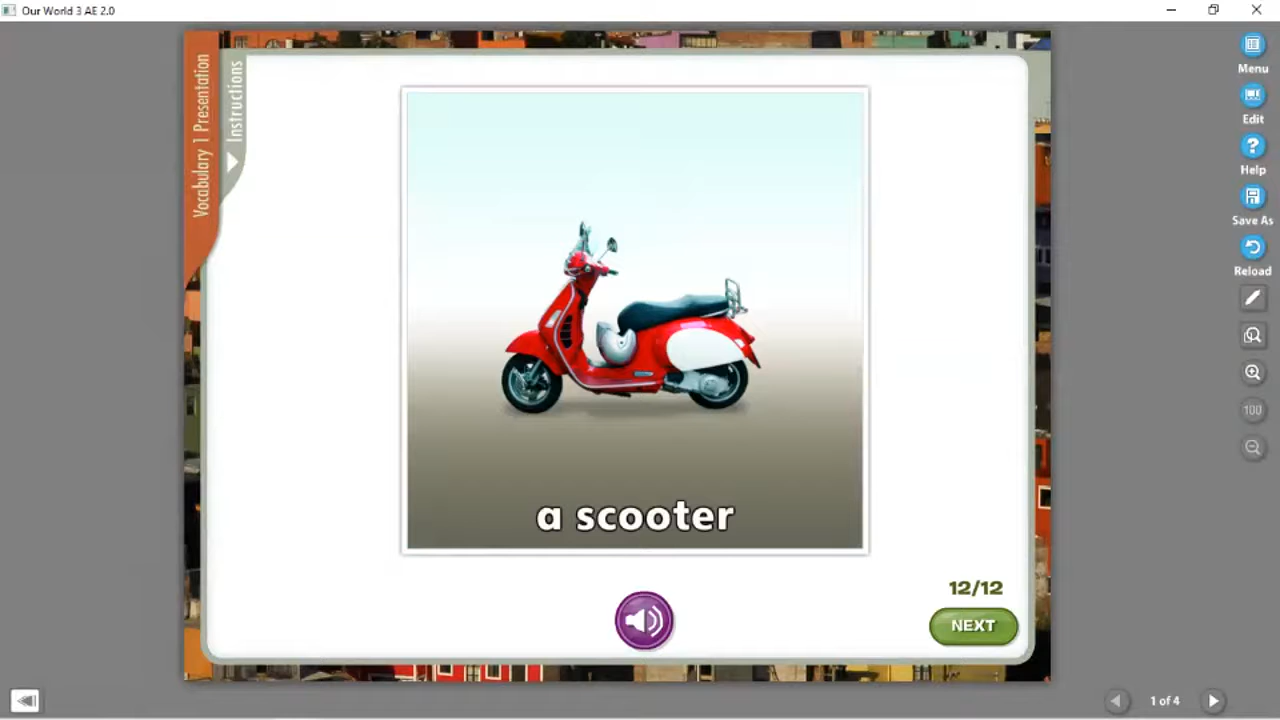 Our World 3 AE 2.0
Vocabulary 1 Presentation
Instructions
a scooter
12/12
NEXT
Menu
Edit
Help
Save As
Reload
100
1 of 4